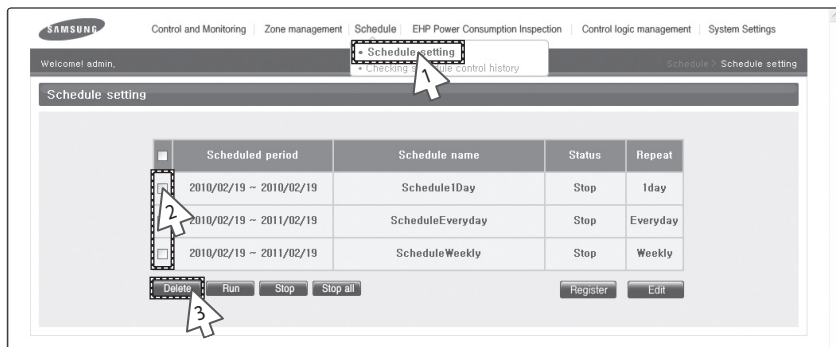 SAMSUNG Control and Monitoring Zone management Schedule EHP Power Consumption Inspection Control logic management System Settings
Welcome! admin, Schedule > Schedule setting
• Schedule setting
• Checking schedule control history
1
Schedule setting
Scheduled period Schedule name Status Repeat
2010/02/19 ~ 2010/02/19 Schedule1Day Stop 1day
2
2010/02/19 ~ 2011/02/19 ScheduleEveryday Stop Everyday
2010/02/19 ~ 2011/02/19 ScheduleWeekly Stop Weekly
Delete Run Stop Stop all Register Edit
3